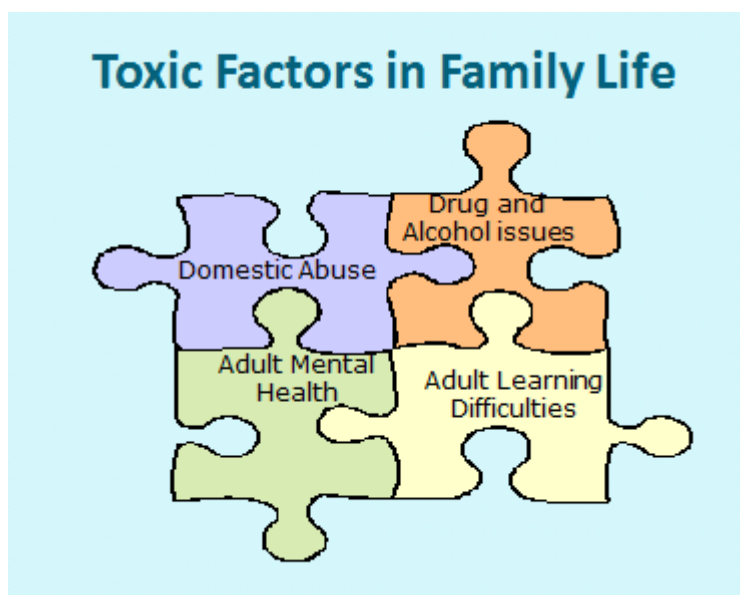 Toxic Factors in Family Life
Drug and
Alcohol issues
Domestic Abuse
Adult Mental
Health
Adult Learning
Difficulties